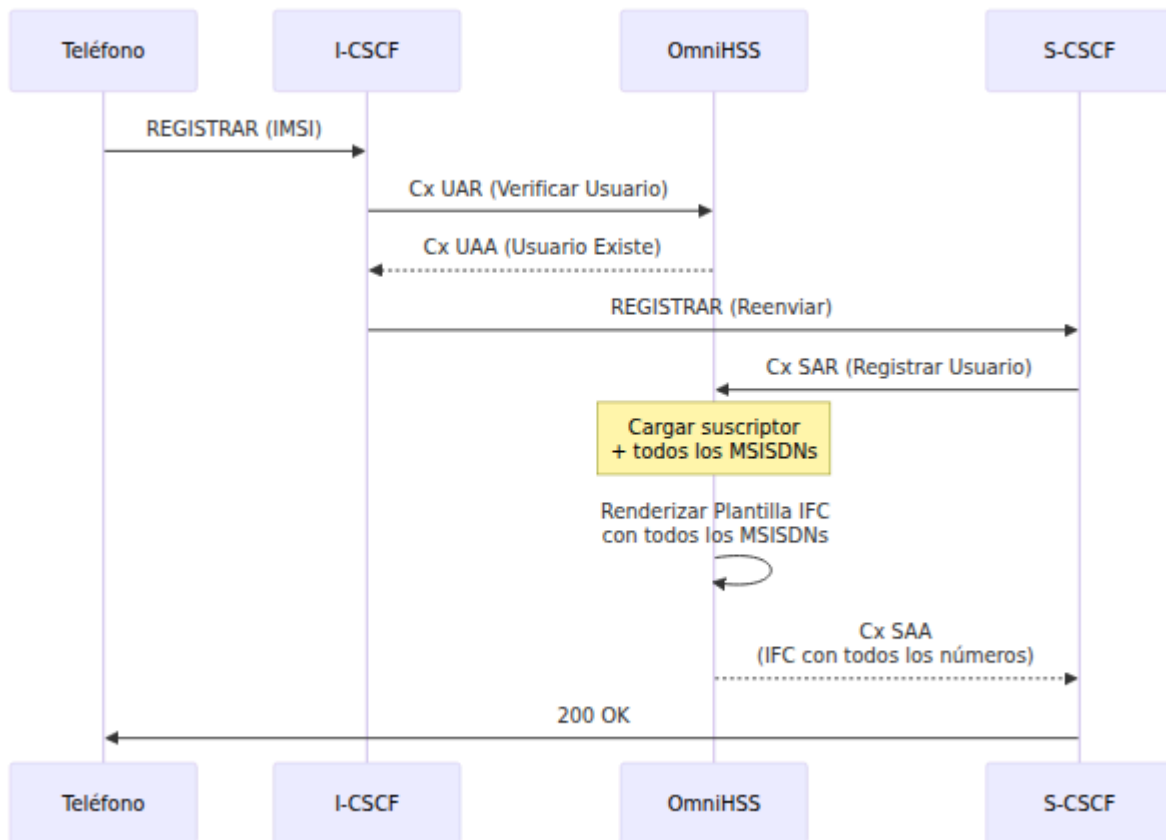 Teléfono
I-CSCF
OmniHSS
S-CSCF
REGISTRAR (IMSI)
Cx UAR (Verificar Usuario)
Cx UAA (Usuario Existe)
REGISTRAR (Reenviar)
Cx SAR (Registrar Usuario)
Cargar suscriptor
+ todos los MSISDNs
Renderizar Plantilla IFC
con todos los MSISDNs
Cx SAA
(IFC con todos los números)
200 OK
Teléfono
I-CSCF
OmniHSS
S-CSCF